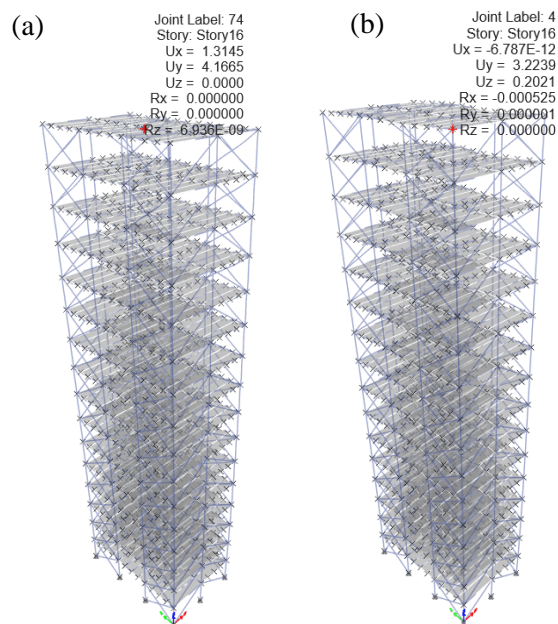 (a)
Joint Label: 74
Story: Story16
Ux = 1.3145
Uy = 4.1665
Uz = 0.0000
Rx = 0.000000
Ry = 0.000000
Rz = 6.936E-09
(b)
Joint Label: 4
Story: Story16
Ux = -6.787E-12
Uy = 3.2239
Uz = 0.2021
Rx = -0.000525
Ry = 0.000001
Rz = 0.000000